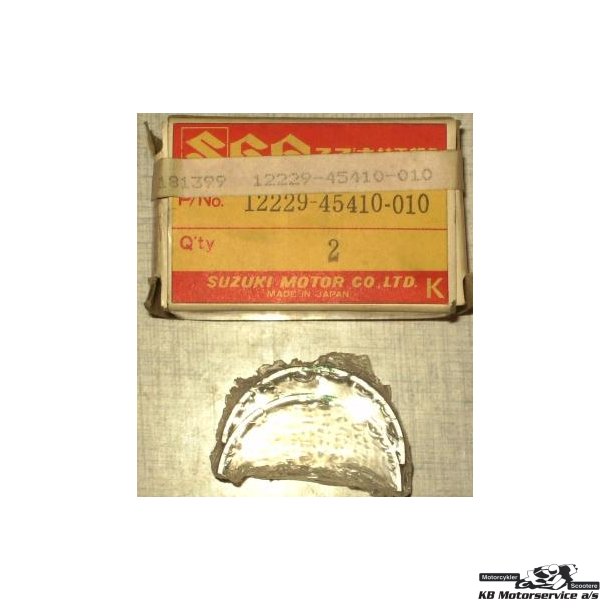 SGP
181399 12229-45410-010
P/No. 12229-45410-010
Q'ty 2
SUZUKI MOTOR CO., LTD. K
MADE IN JAPAN
Motorcykler Scootere
KB Motorservice a/s